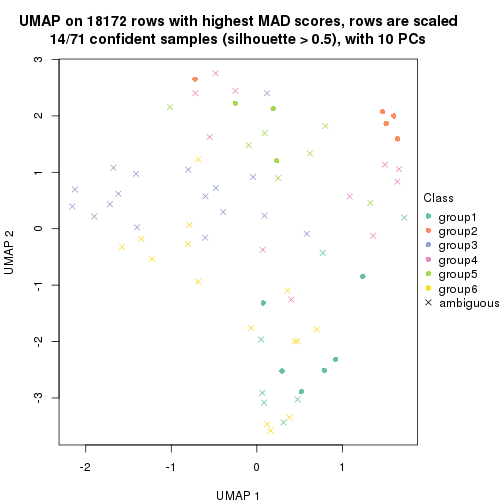 UMAP on 18172 rows with highest MAD scores, rows are scaled
14/71 confident samples (silhouette > 0.5), with 10 PCs
3
2
1
0
-1
-2
-3
UMAP 2
-2
-1
0
1
UMAP 1
Class
group1
group2
group3
group4
group5
group6
ambiguous